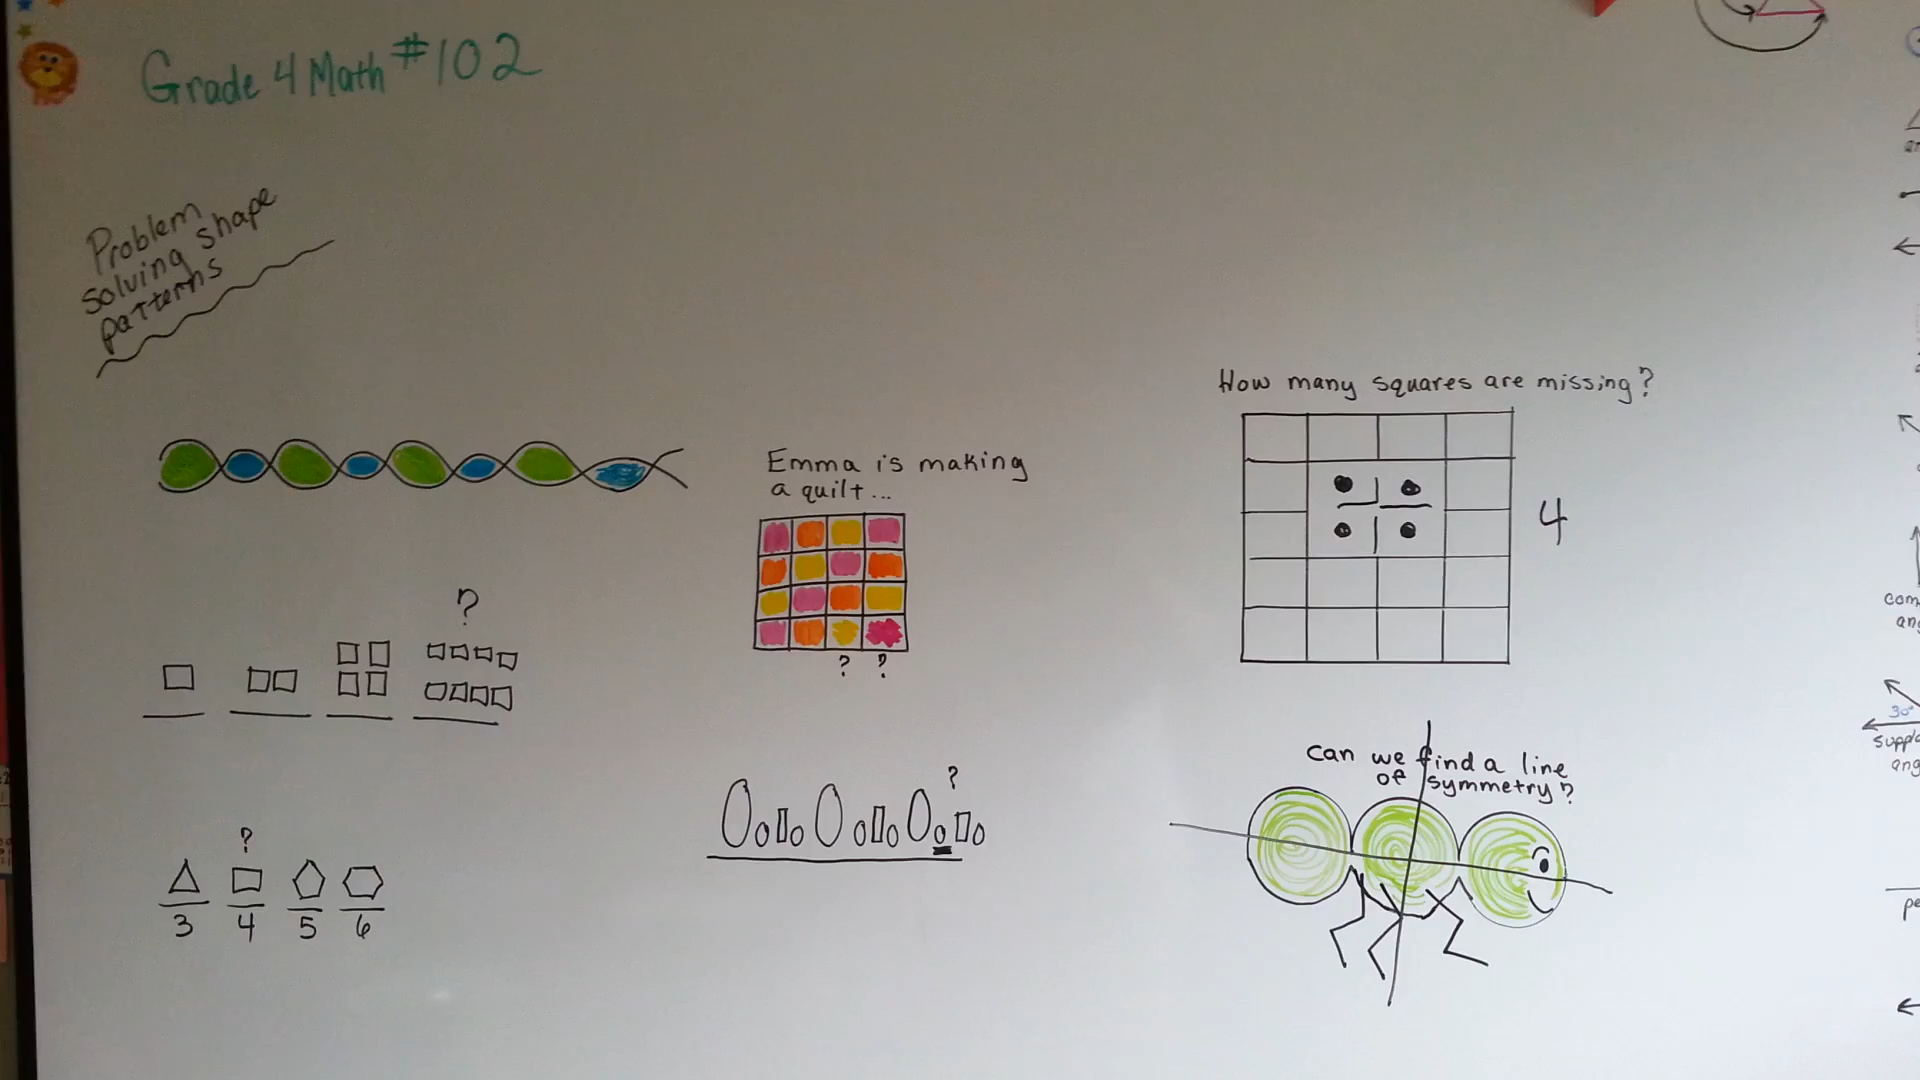 Grade 4 Math #102
Problem
solving shape
patterns
?
3 4 5 6
?
Emma is making
a quilt...
? ?
?
How many squares are missing?
4
Can we find a line
of symmetry?
30°